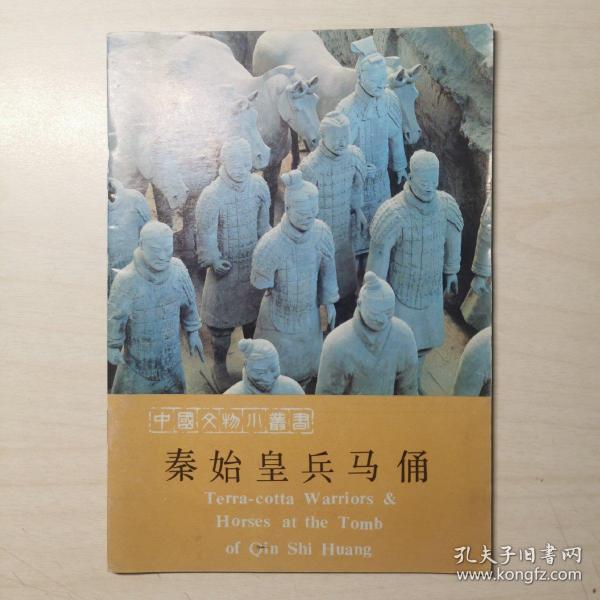 中國文物小叢書
秦始皇兵马俑
Terra-cotta Warriors &
Horses at the Tomb
of Qin Shi Huang
孔夫子旧书网
www.kongfz.com